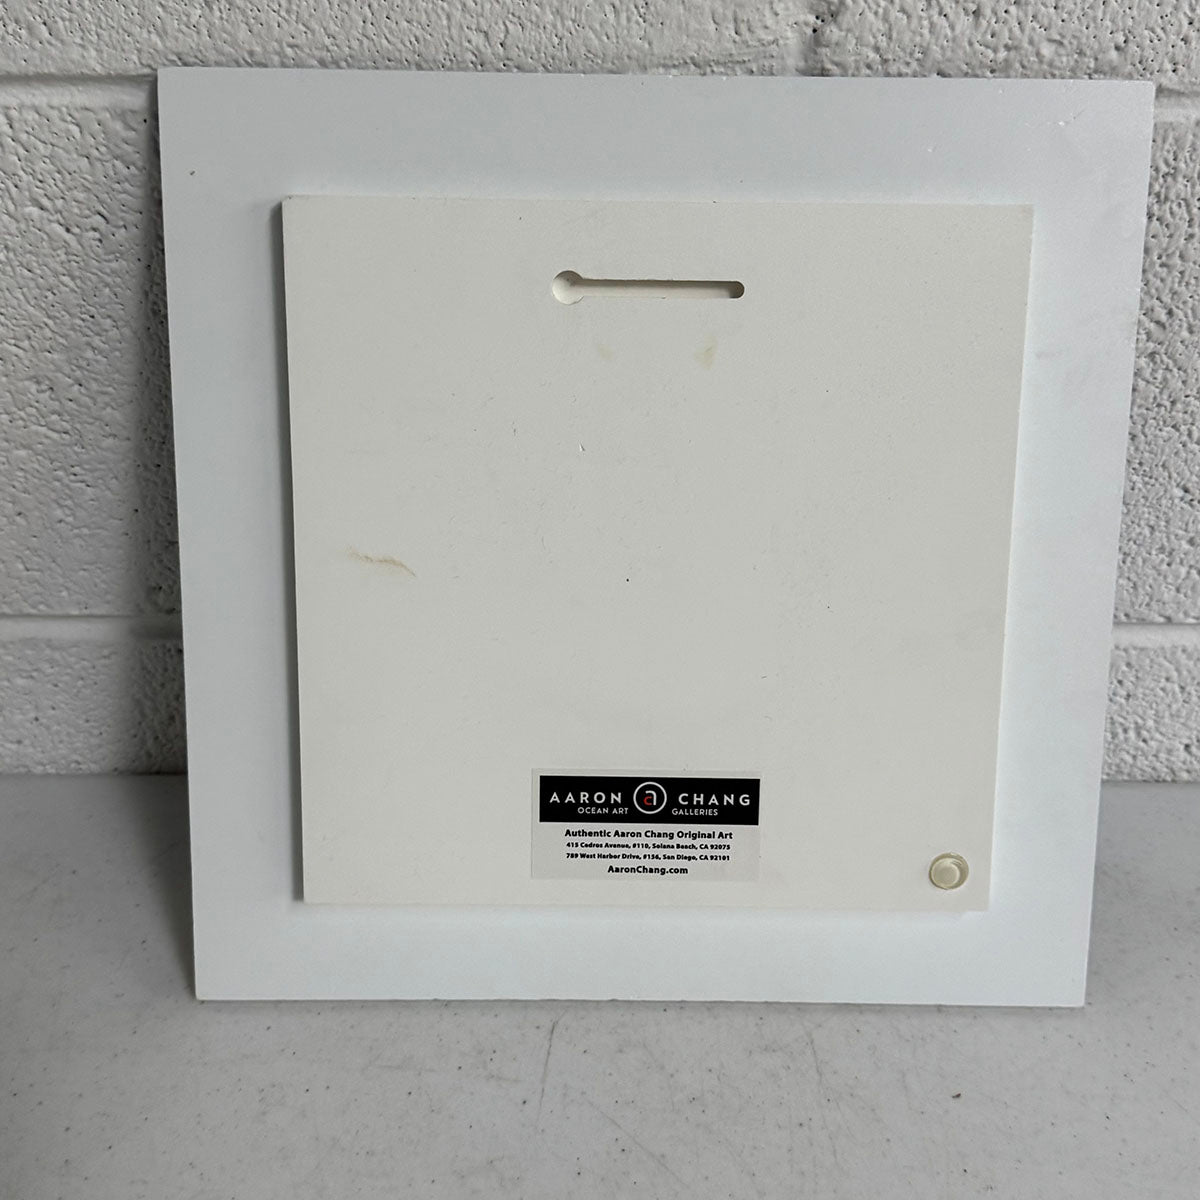 AARON a CHANG
OCEAN ART GALLERIES
Authentic Aaron Chang Original Art
415 Cedros Avenue, #110, Solana Beach, CA 92075
789 West Harbor Drive, #156, San Diego, CA 92101
AaronChang.com